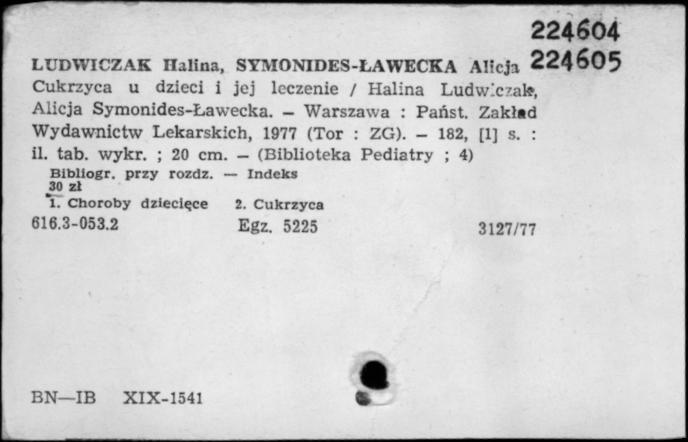 224604
LUDWICZAK Halina, SYMONIDES-ŁAWECKA Alicja 224605
Cukrzyca u dzieci i jej leczenie / Halina Ludwiczak,
Alicja Symonides-Ławecka. — Warszawa : Państ. Zakład
Wydawnictw Lekarskich, 1977 (Tor : ZG). — 182, [1] s. :
il. tab. wykr. ; 20 cm. — (Biblioteka Pediatry ; 4)
Bibliogr. przy rozdz. — Indeks
30 zł
1. Choroby dziecięce 2. Cukrzyca
616.3-053.2 Egz. 5225 3127/77
BN—IB XIX-1541